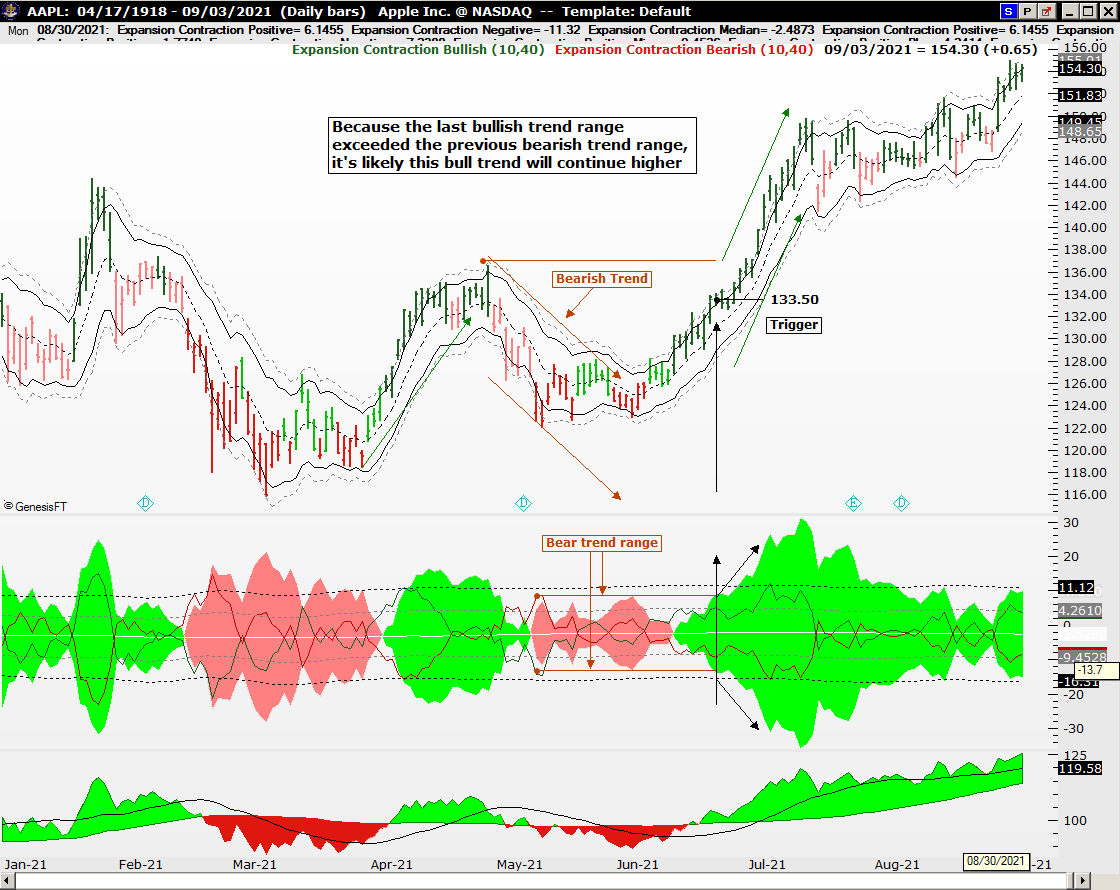 AAPL: 04/17/1918 - 09/03/2021 (Daily bars) Apple Inc. @ NASDAQ -- Template: Default
S P
Mon 08/30/2021: Expansion Contraction Positive= 6.1455 Expansion Contraction Negative= -11.32 Expansion Contraction Median= -2.4873 Expansion Contraction Positive= 6.1455 Expansion
Expansion Contraction Bullish (10,40) Expansion Contraction Bearish (10,40) 09/03/2021 = 154.30 (+0.65)
156.00
154.30
151.83
148.65
146.00
144.00
142.00
140.00
138.00
136.00
134.00
132.00
130.00
128.00
126.00
124.00
122.00
120.00
118.00
116.00
Because the last bullish trend range
exceeded the previous bearish trend range,
it's likely this bull trend will continue higher
Bearish Trend
133.50
Trigger
© GenesisFT
D
D
E
D
30
20
11.12
4.2610
0
-9.4528
-13.7
-20
-30
Bear trend range
125
119.58
100
Jan-21 Feb-21 Mar-21 Apr-21 May-21 Jun-21 Jul-21 Aug-21 08/30/2021 -21